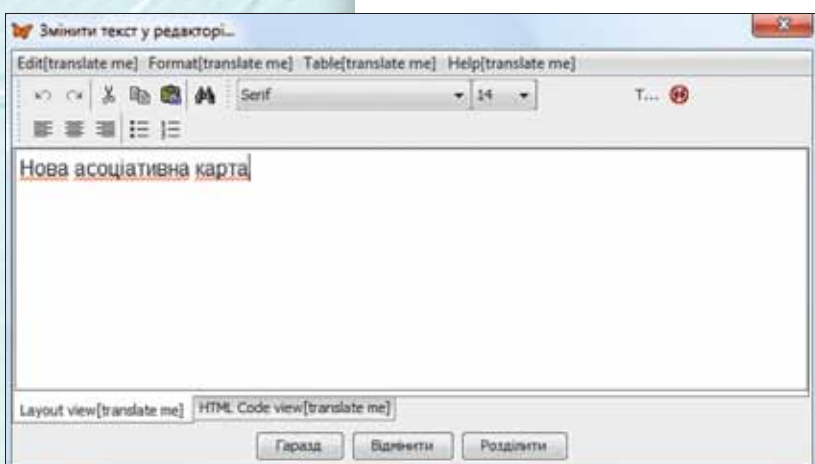 Змінити текст у редакторі...
Edit[translate me] Format[translate me] Table[translate me] Help[translate me]
Serif 14 T...
Нова асоціативна карта
Layout view[translate me] HTML Code view[translate me]
Гаразд Відмінити Розділити